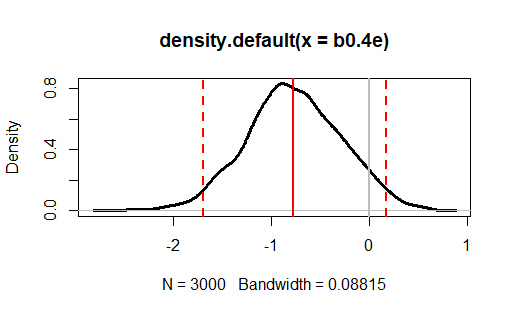 density.default(x = b0.4e)
Density
0.0
0.4
0.8
-2
-1
0
1
N = 3000   Bandwidth = 0.08815